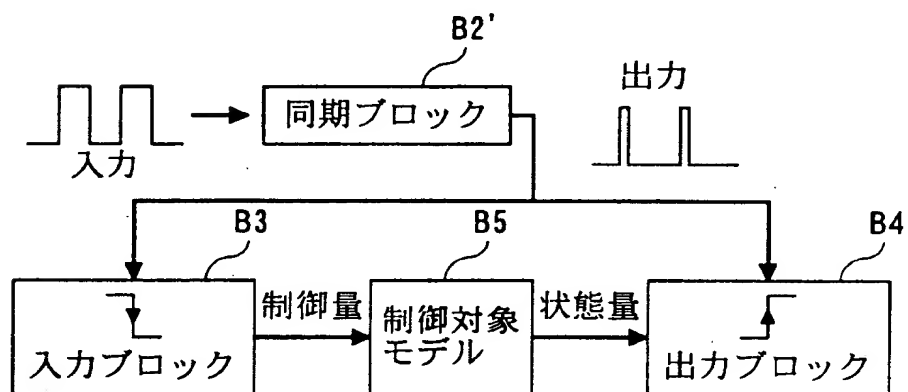 B2'
出力
同期ブロック
入力
B3
B5
B4
制御量
制御対象
モデル
状態量
入力ブロック
出力ブロック